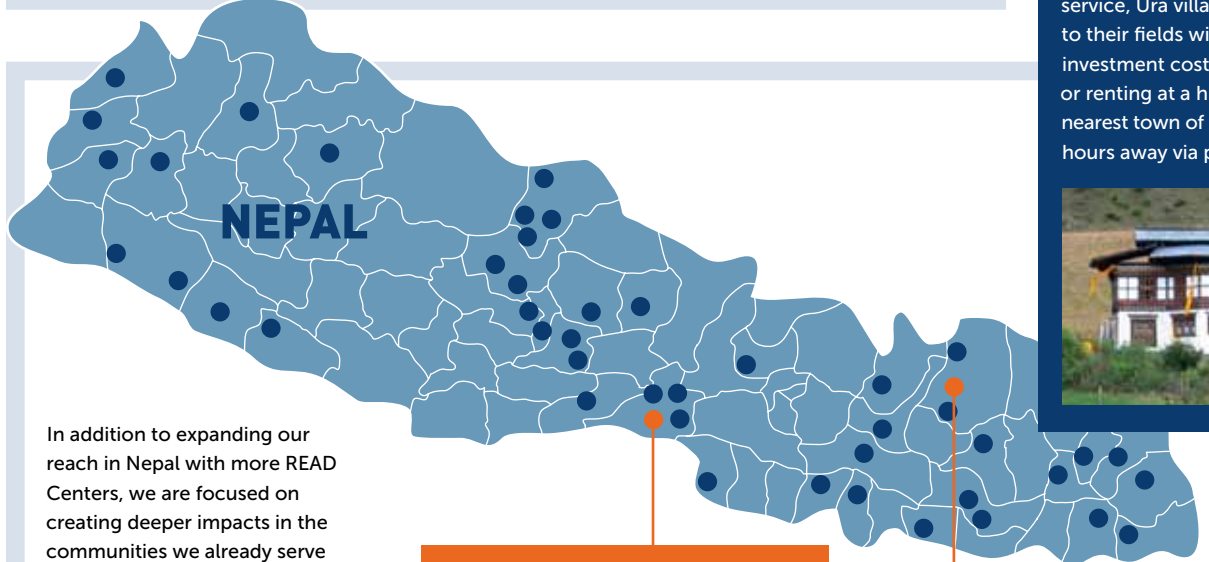 service, Ura
to their fields
investment cost
or renting at a
nearest town of
hours away via
NEPAL
In addition to expanding our
reach in Nepal with more READ
Centers, we are focused on
creating deeper impacts in the
communities we already serve